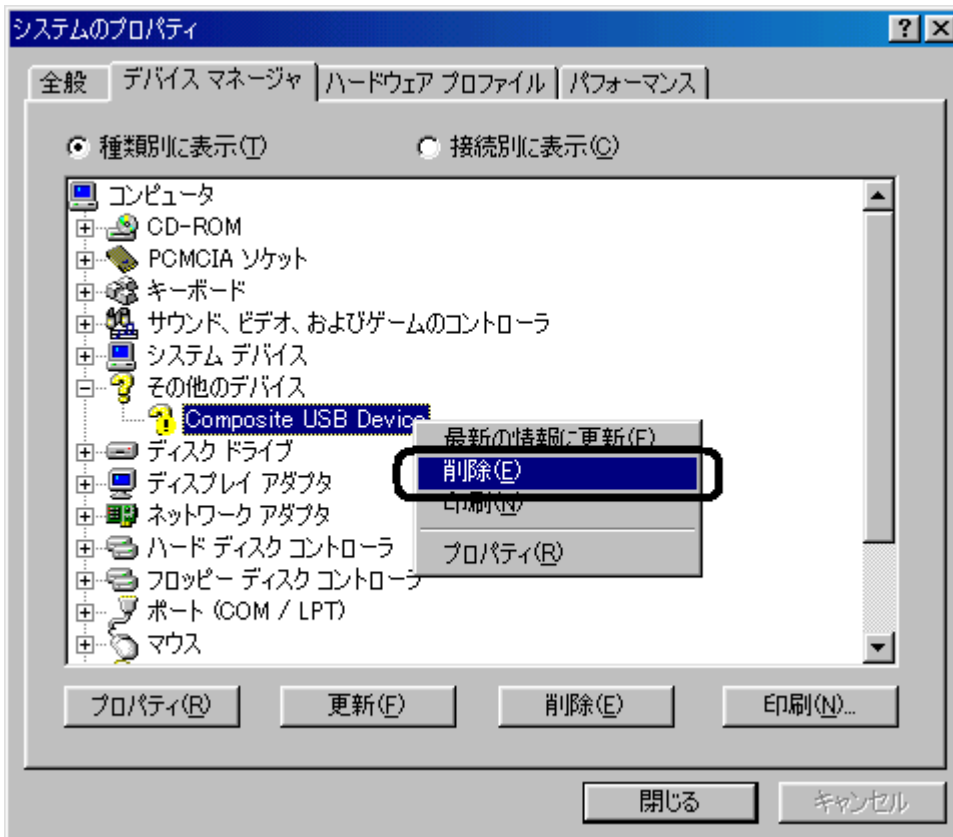 システムのプロパティ
全般 デバイス マネージャ ハードウェア プロファイル パフォーマンス
種類別に表示(T) 接続別に表示(C)
コンピュータ
CD-ROM
PCMCIA ソケット
キーボード
サウンド、ビデオ、およびゲームのコントローラ
システム デバイス
その他のデバイス
Composite USB Device
最新の情報に更新(F)
削除(E)
印刷(N)
プロパティ(R)
ディスク ドライブ
ディスプレイ アダプタ
ネットワーク アダプタ
ハード ディスク コントローラ
フロッピー ディスク コントローラ
ポート (COM / LPT)
マウス
プロパティ(R) 更新(F) 削除(E) 印刷(N)...
閉じる キャンセル